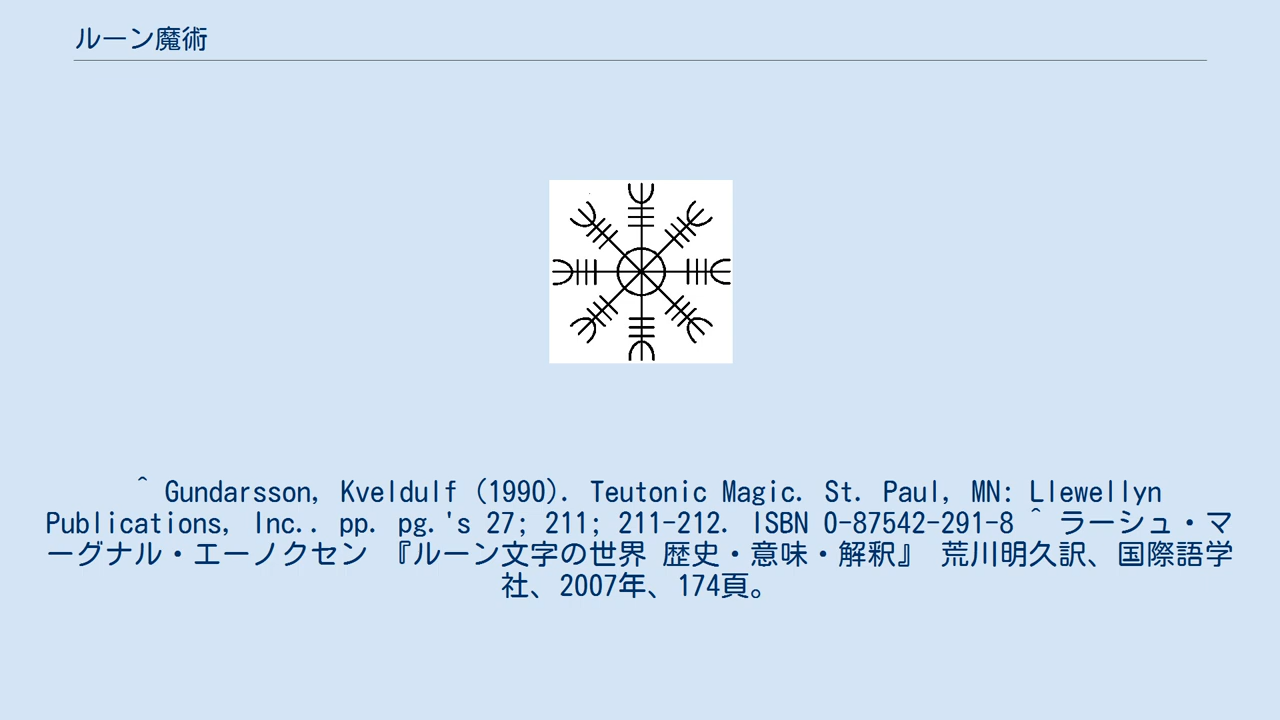 ルーン魔術
^ Gundarsson, Kveldulf (1990). Teutonic Magic. St. Paul, MN: Llewellyn
Publications, Inc.. pp. pg.'s 27; 211; 211-212. ISBN 0-87542-291-8 ^ ラーシュ・マ
ーグナル・エーノクセン 『ルーン文字の世界 歴史・意味・解釈』 荒川明久訳、国際語学
社、2007年、174頁。